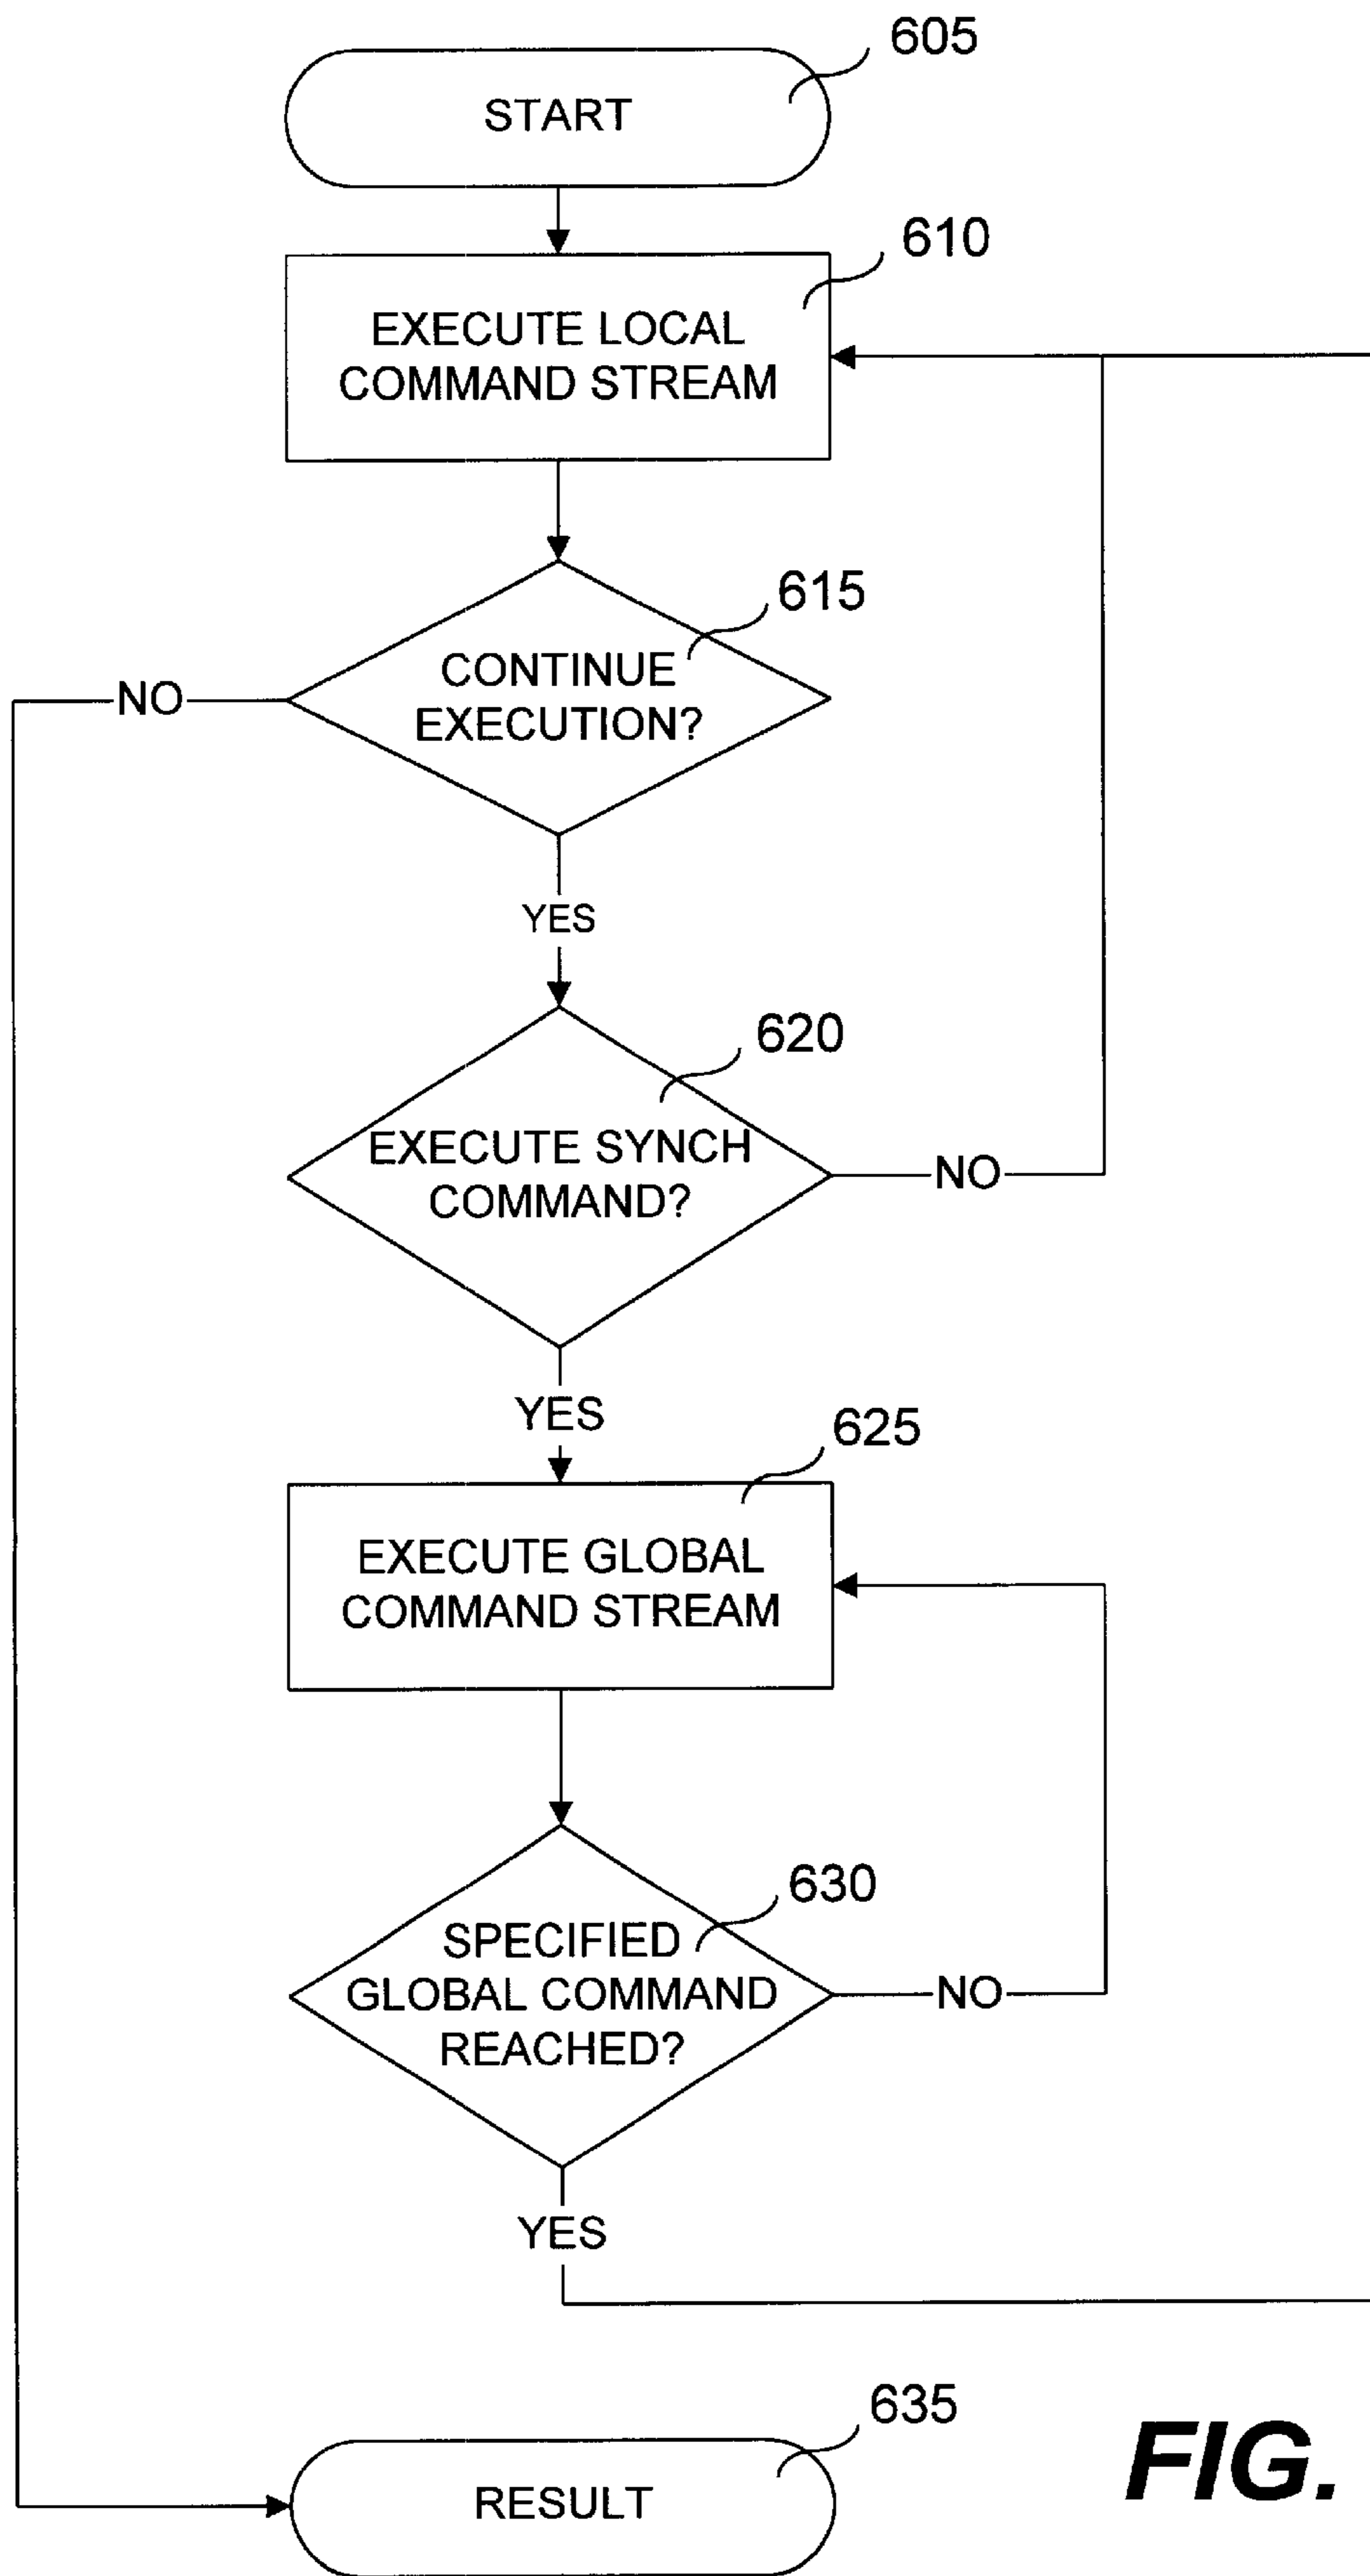 605
START
610
EXECUTE LOCAL
COMMAND STREAM
615
CONTINUE
EXECUTION?
NO
YES
620
EXECUTE SYNCH
COMMAND?
NO
YES
625
EXECUTE GLOBAL
COMMAND STREAM
630
SPECIFIED
GLOBAL COMMAND
REACHED?
NO
YES
635
RESULT
FIG.